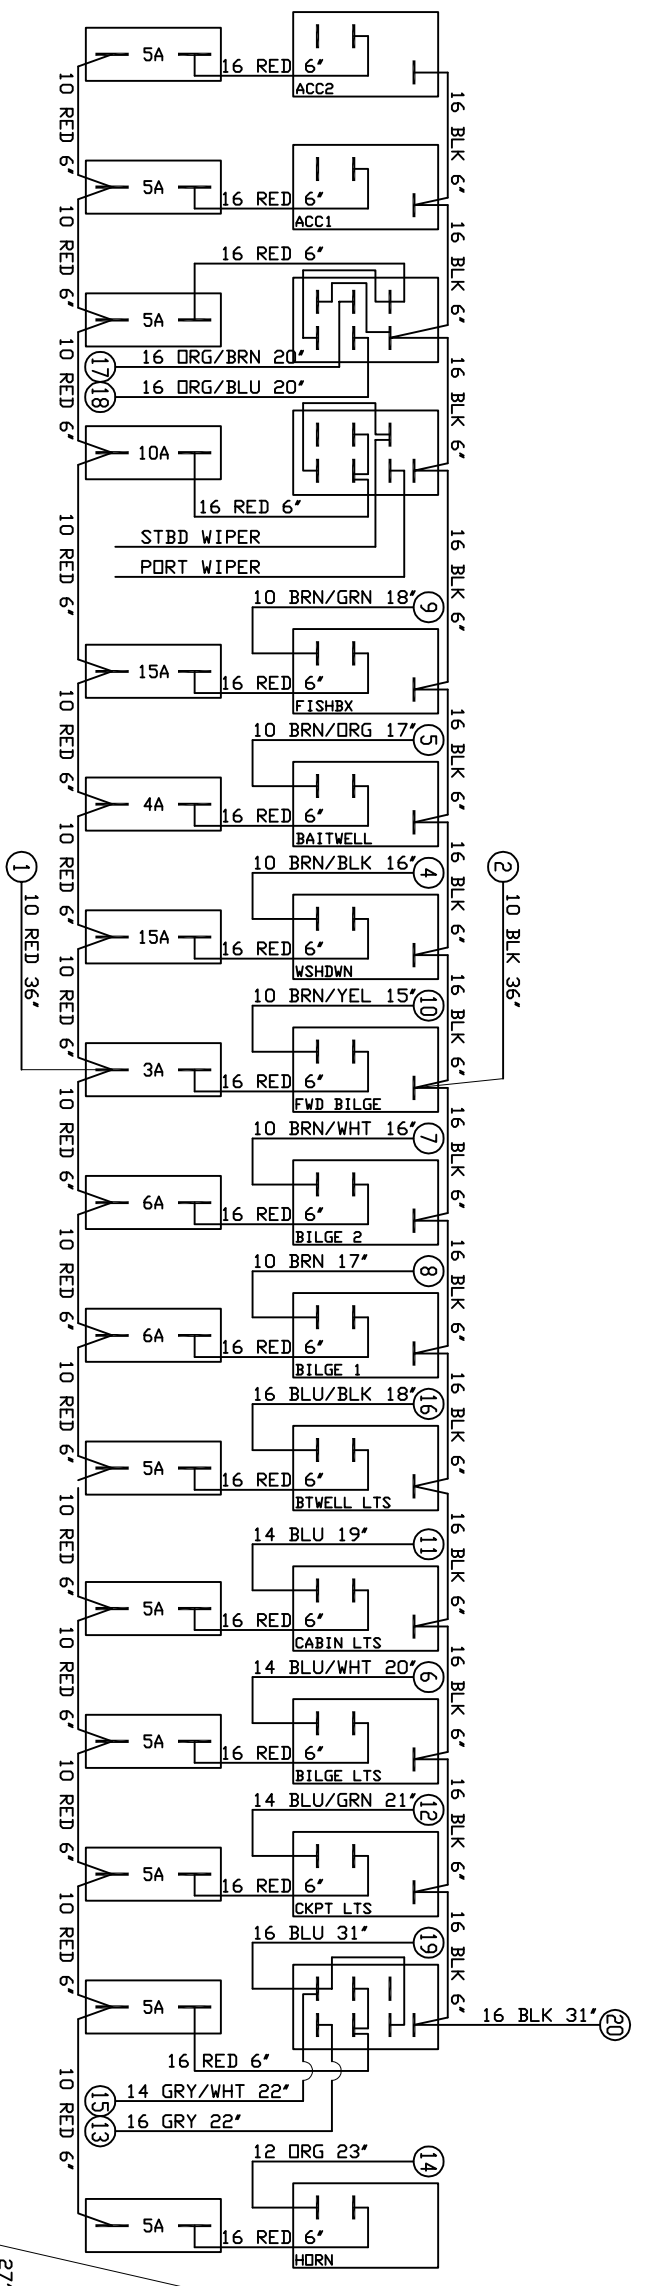 5A
16 RED 6"
ACC2
10 RED 6"
16 BLK 6"
5A
16 RED 6"
ACC1
10 RED 6"
16 BLK 6"
16 RED 6"
5A
16 ORG/BRN 20"
17
16 ORG/BLU 20"
18
10 RED 6"
16 BLK 6"
10A
16 RED 6"
STBD WIPER
PORT WIPER
10 RED 6"
16 BLK 6"
10 BRN/GRN 18"
9
15A
16 RED 6"
FISHBX
10 RED 6"
16 BLK 6"
10 BRN/ORG 17"
5
4A
16 RED 6"
BAITWELL
10 RED 6"
16 BLK 6"
10 BRN/BLK 16"
4
1
10 RED 36"
2
10 BLK 36"
15A
16 RED 6"
WSHDWN
10 RED 6"
16 BLK 6"
10 BRN/YEL 15"
10
3A
16 RED 6"
FWD BILGE
10 RED 6"
16 BLK 6"
10 BRN/WHT 16"
7
6A
16 RED 6"
BILGE 2
10 RED 6"
16 BLK 6"
10 BRN 17"
8
6A
16 RED 6"
BILGE 1
10 RED 6"
16 BLK 6"
16 BLU/BLK 18"
16
5A
16 RED 6"
BTWELL LTS
10 RED 6"
16 BLK 6"
14 BLU 19"
11
5A
16 RED 6"
CABIN LTS
10 RED 6"
16 BLK 6"
14 BLU/WHT 20"
6
5A
16 RED 6"
BILGE LTS
10 RED 6"
16 BLK 6"
14 BLU/GRN 21"
12
5A
16 RED 6"
CKPT LTS
10 RED 6"
16 BLK 6"
16 BLU 31"
19
5A
16 BLK 31"
20
16 RED 6"
14 GRY/WHT 22"
15
16 GRY 22"
13
10 RED 6"
12 ORG 23"
14
5A
16 RED 6"
HORN
27"